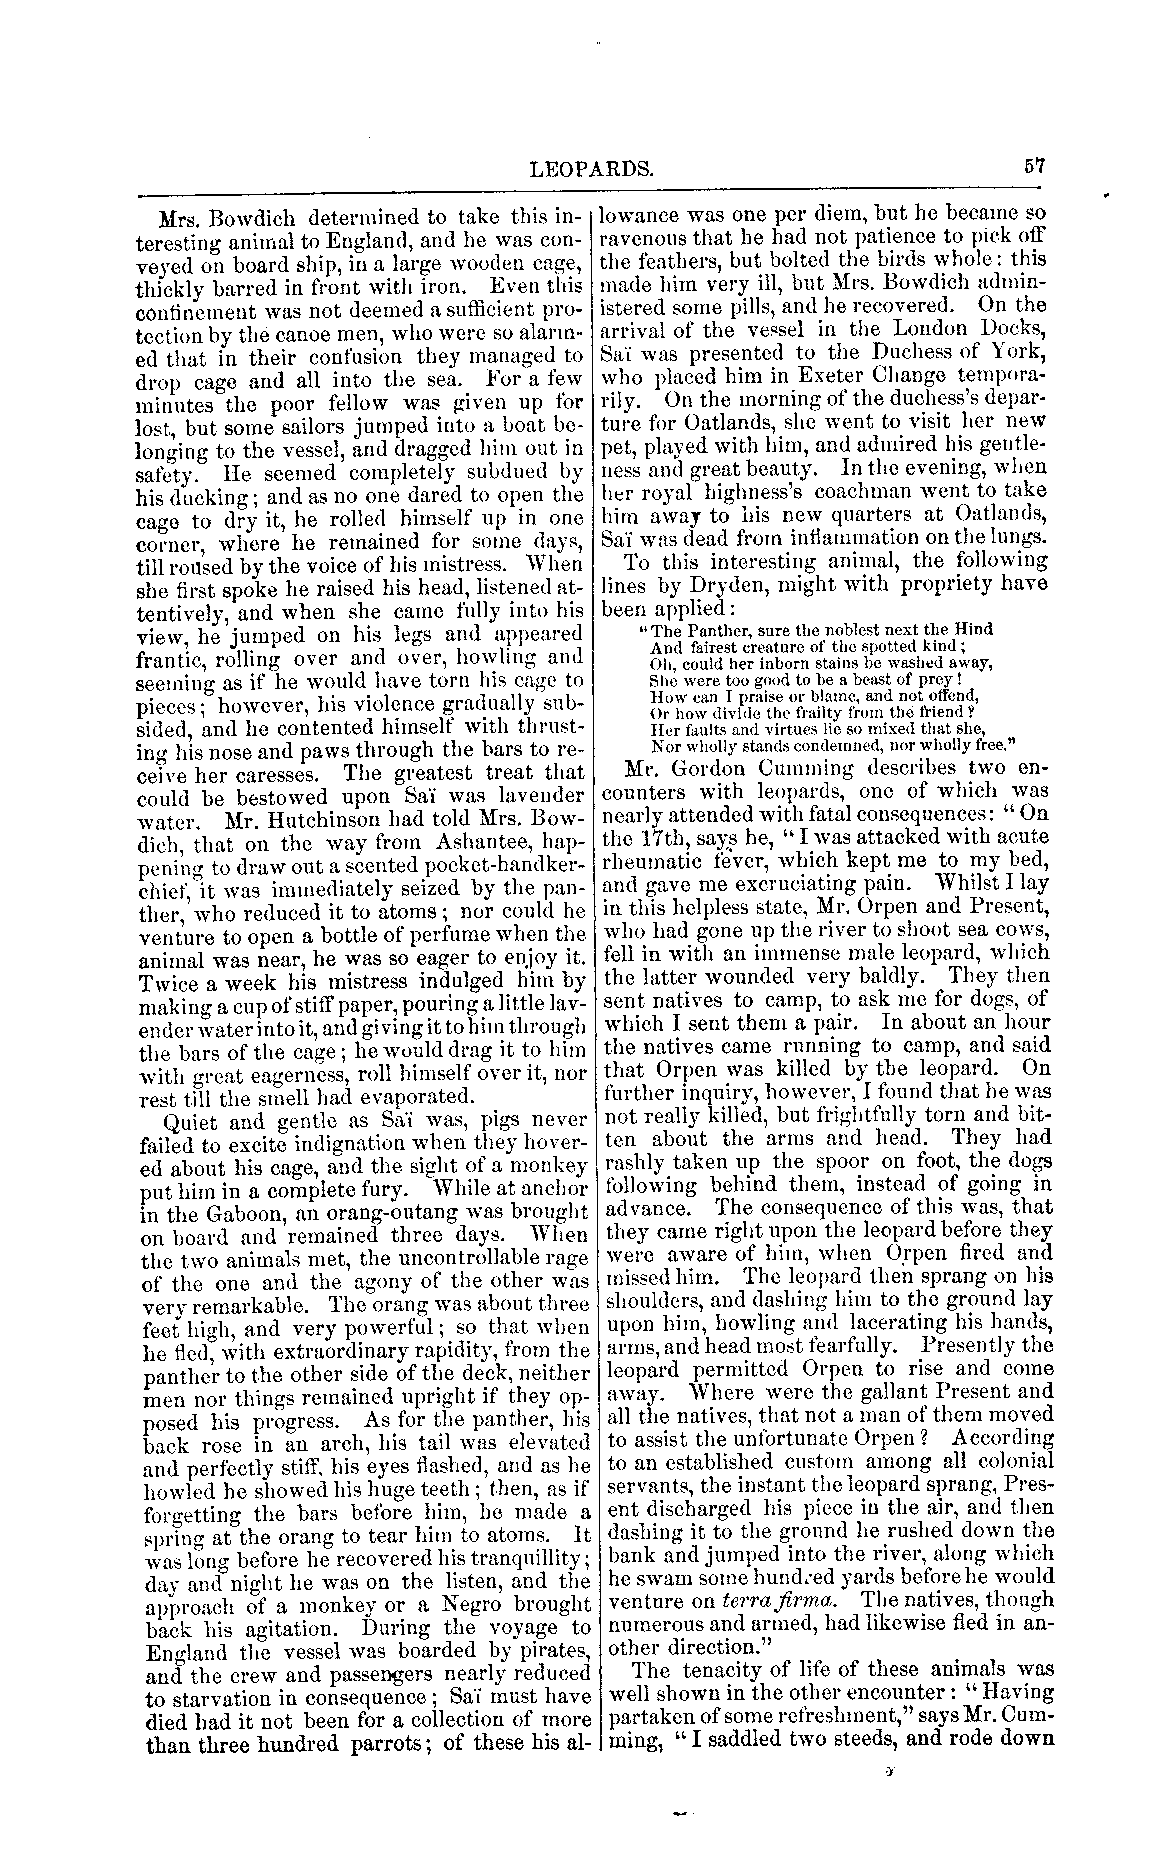 LEOPARDS.
57
Mrs. Bowdich determined to take this in-
teresting animal to England, and he was con-
veyed on board ship, in a large wooden cage,
thickly barred in front with iron. Even this
confinement was not deemed a sufficient pro-
tection by the canoe men, who were so alarm-
ed that in their confusion they managed to
drop cage and all into the sea. For a few
minutes the poor fellow was given up for
lost, but some sailors jumped into a boat be-
longing to the vessel, and dragged him out in
safety. He seemed completely subdued by
his ducking; and as no one dared to open the
cage to dry it, he rolled himself up in one
corner, where he remained for some days,
till roused by the voice of his mistress. When
she first spoke he raised his head, listened at-
tentively, and when she came fully into his
view, he jumped on his legs and appeared
frantic, rolling over and over, howling and
seeming as if he would have torn his cage to
pieces; however, his violence gradually sub-
sided, and he contented himself with thrust-
ing his nose and paws through the bars to re-
ceive her caresses. The greatest treat that
could be bestowed upon Saï was lavender
water. Mr. Hutchinson had told Mrs. Bow-
dich, that on the way from Ashantee, hap-
pening to draw out a scented pocket-handker-
chief, it was immediately seized by the pan-
ther, who reduced it to atoms; nor could he
venture to open a bottle of perfume when the
animal was near, he was so eager to enjoy it.
Twice a week his mistress indulged him by
making a cup of stiff paper, pouring a little lav-
ender water into it, and giving it to him through
the bars of the cage; he would drag it to him
with great eagerness, roll himself over it, nor
rest till the smell had evaporated.
Quiet and gentle as Saï was, pigs never
failed to excite indignation when they hover-
ed about his cage, and the sight of a monkey
put him in a complete fury. While at anchor
in the Gaboon, an orang-outang was brought
on board and remained three days. When
the two animals met, the uncontrollable rage
of the one and the agony of the other was
very remarkable. The orang was about three
feet high, and very powerful; so that when
he fled, with extraordinary rapidity, from the
panther to the other side of the deck, neither
men nor things remained upright if they op-
posed his progress. As for the panther, his
back rose in an arch, his tail was elevated
and perfectly stiff, his eyes flashed, and as he
howled he showed his huge teeth; then, as if
forgetting the bars before him, he made a
spring at the orang to tear him to atoms. It
was long before he recovered his tranquillity;
day and night he was on the listen, and the
approach of a monkey or a Negro brought
back his agitation. During the voyage to
England the vessel was boarded by pirates,
and the crew and passengers nearly reduced
to starvation in consequence; Saï must have
died had it not been for a collection of more
than three hundred parrots; of these his al-
lowance was one per diem, but he became so
ravenous that he had not patience to pick off
the feathers, but bolted the birds whole: this
made him very ill, but Mrs. Bowdich admin-
istered some pills, and he recovered. On the
arrival of the vessel in the London Docks,
Saï was presented to the Duchess of York,
who placed him in Exeter Change tempora-
rily. On the morning of the duchess's depar-
ture for Oatlands, she went to visit her new
pet, played with him, and admired his gentle-
ness and great beauty. In the evening, when
her royal highness's coachman went to take
him away to his new quarters at Oatlands,
Saï was dead from inflammation on the lungs.
To this interesting animal, the following
lines by Dryden, might with propriety have
been applied:
"The Panther, sure the noblest next the Hind
And fairest creature of the spotted kind;
Oh, could her inborn stains be washed away,
She were too good to be a beast of prey!
How can I praise or blame, and not offend,
Or how divide the frailty from the friend?
Her faults and virtues lie so mixed that she,
Nor wholly stands condemned, nor wholly free."
Mr. Gordon Cumming describes two en-
counters with leopards, one of which was
nearly attended with fatal consequences: "On
the 17th, says he, "I was attacked with acute
rheumatic fever, which kept me to my bed,
and gave me excruciating pain. Whilst I lay
in this helpless state, Mr. Orpen and Present,
who had gone up the river to shoot sea cows,
fell in with an immense male leopard, which
the latter wounded very baldly. They then
sent natives to camp, to ask me for dogs, of
which I sent them a pair. In about an hour
the natives came running to camp, and said
that Orpen was killed by the leopard. On
further inquiry, however, I found that he was
not really killed, but frightfully torn and bit-
ten about the arms and head. They had
rashly taken up the spoor on foot, the dogs
following behind them, instead of going in
advance. The consequence of this was, that
they came right upon the leopard before they
were aware of him, when Orpen fired and
missed him. The leopard then sprang on his
shoulders, and dashing him to the ground lay
upon him, howling and lacerating his hands,
arms, and head most fearfully. Presently the
leopard permitted Orpen to rise and come
away. Where were the gallant Present and
all the natives, that not a man of them moved
to assist the unfortunate Orpen? According
to an established custom among all colonial
servants, the instant the leopard sprang, Pres-
ent discharged his piece in the air, and then
dashing it to the ground he rushed down the
bank and jumped into the river, along which
he swam some hundred yards before he would
venture on terra firma. The natives, though
numerous and armed, had likewise fled in an-
other direction."
The tenacity of life of these animals was
well shown in the other encounter: "Having
partaken of some refreshment," says Mr. Cum-
ming, "I saddled two steeds, and rode down